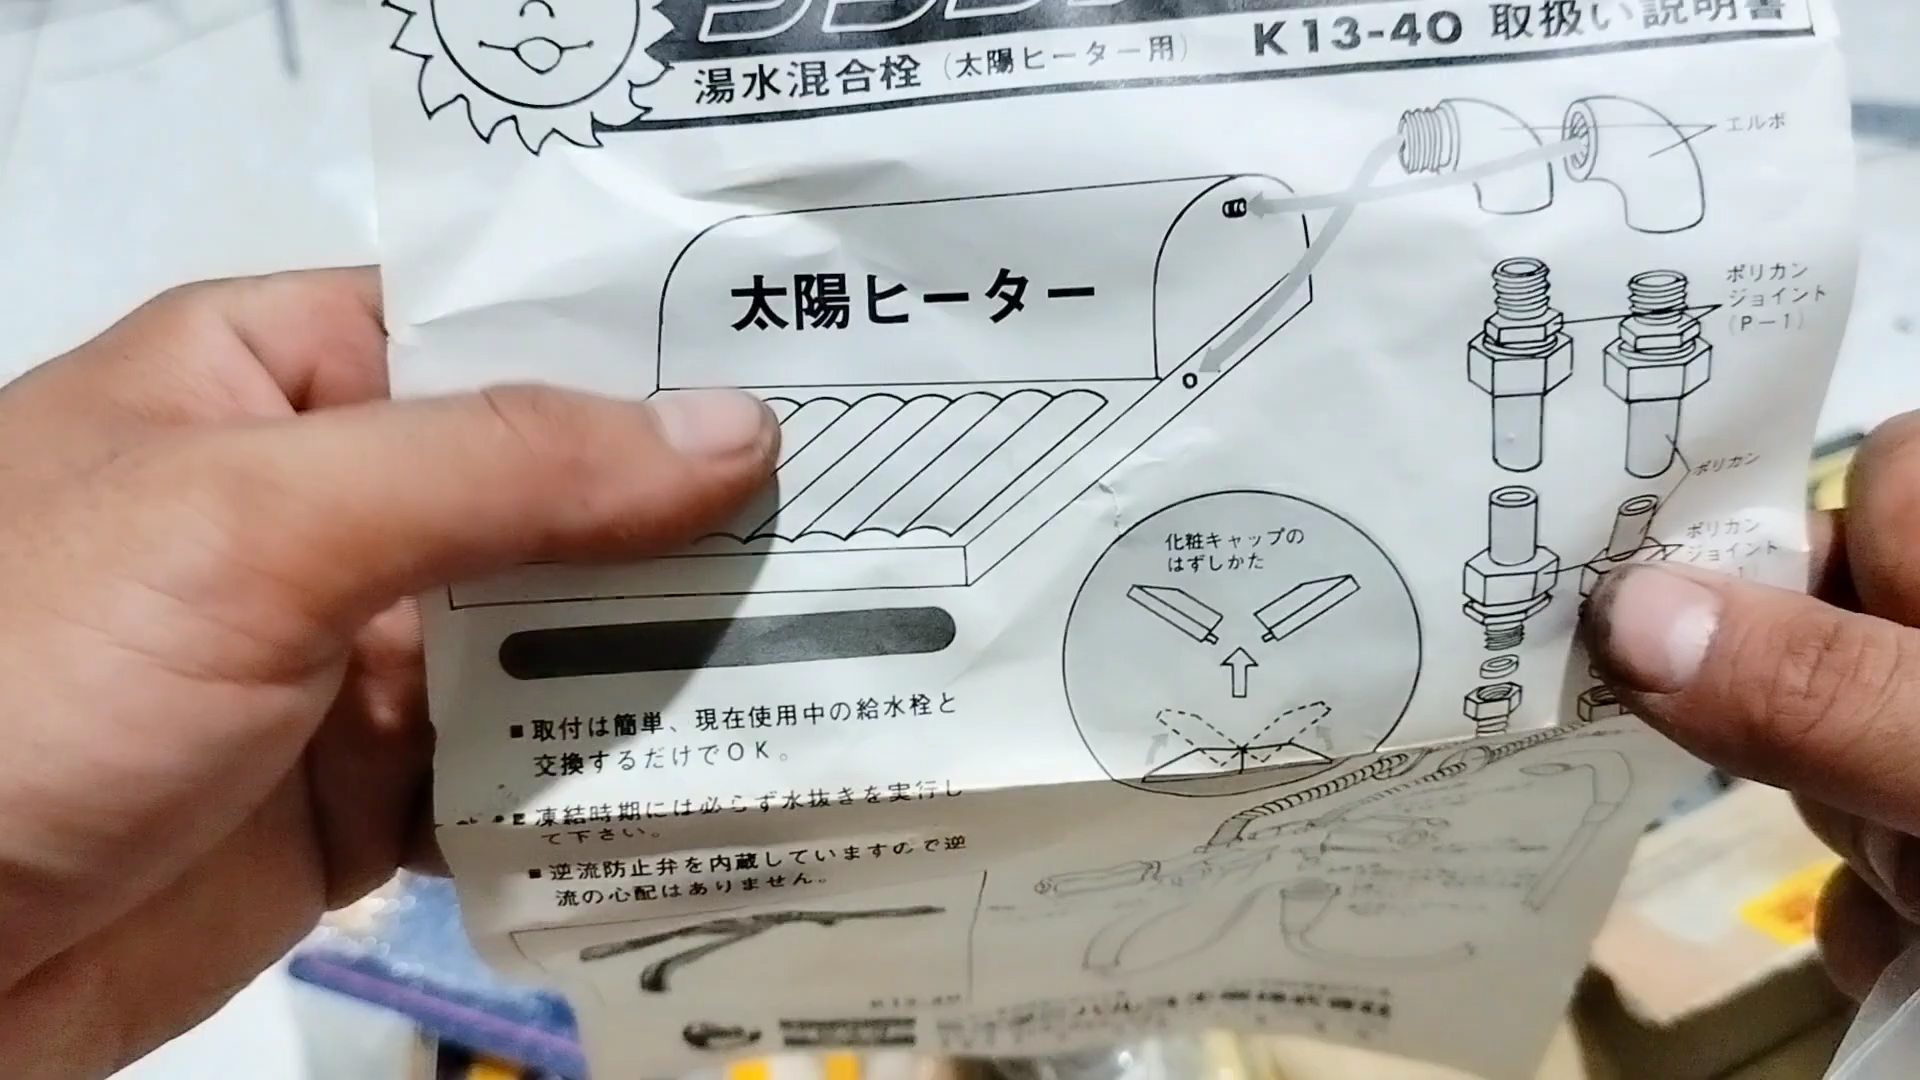 K13-40 取扱い説明書
湯水混合栓（太陽ヒーター用）
エルボ
太陽ヒーター
ポリカン
ジョイント
（P－1）
ポリカン
ポリカン
ジョイント
化粧キャップの
はずしかた
■取付は簡単、現在使用中の給水栓と
交換するだけでOK。
凍結時期には必らず水抜きを実行し
て下さい。
■逆流防止弁を内蔵していますので逆
流の心配はありません。
K13-40